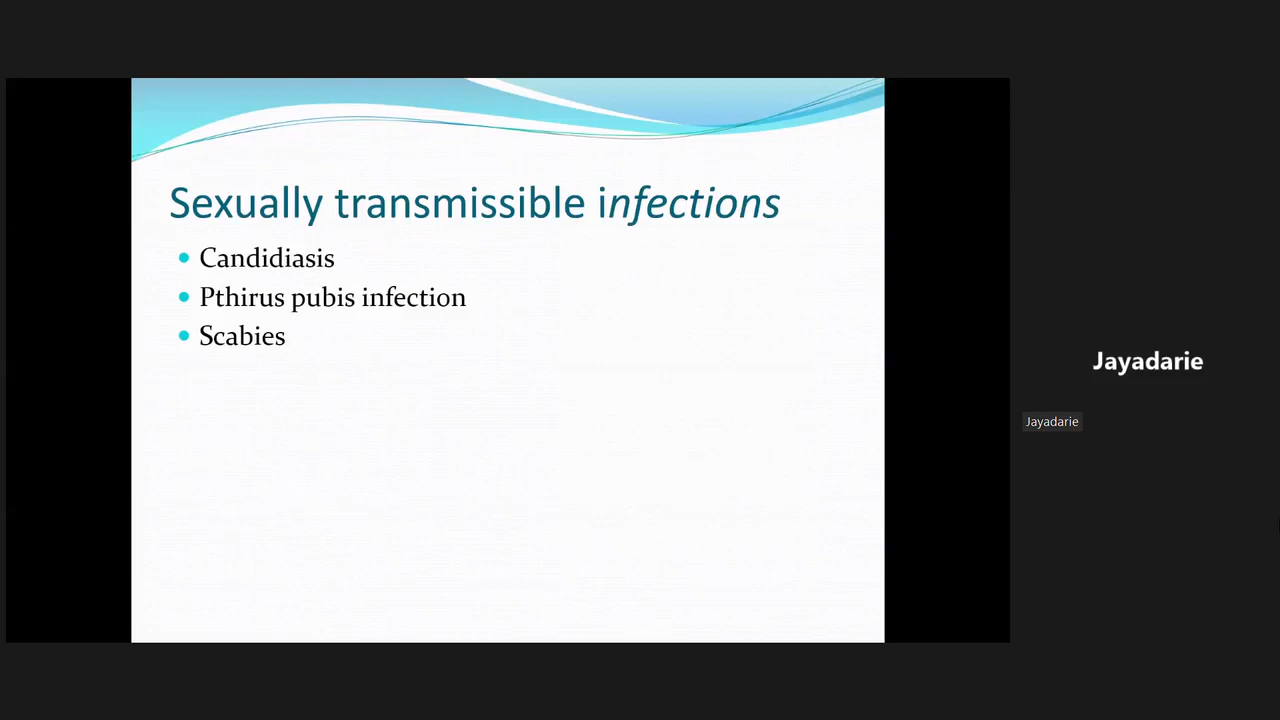 Sexually transmissible infections
Candidiasis
Pthirus pubis infection
Scabies
Jayadarie
Jayadarie